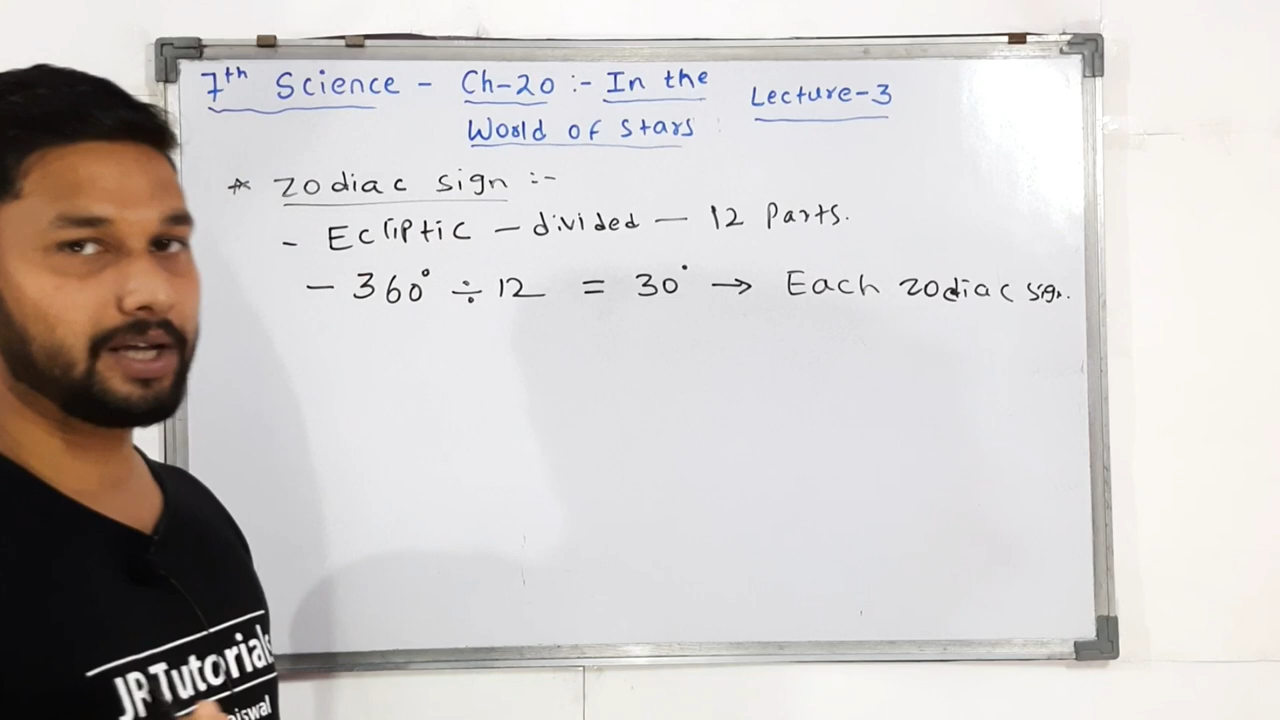 7th Science - Ch-20 :- In the
World of stars
Lecture-3
* zodiac sign :-
- Ecliptic - divided - 12 Parts.
- 360° ÷ 12 = 30° → Each zodiac sign.
JP Tutorials